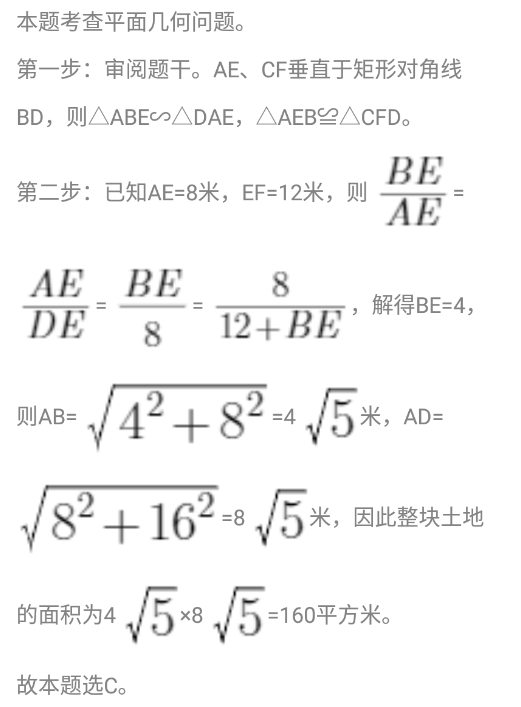 本题考查平面几何问题。
第一步：审阅题干。AE、CF垂直于矩形对角线
BD，则△ABE∽△DAE，△AEB≌△CFD。
第二步：已知AE=8米，EF=12米，则 \frac{BE}{AE} =
\frac{AE}{DE} = \frac{BE}{8} = \frac{8}{12+BE}，解得BE=4，
则AB= \sqrt{4^2+8^2} =4 \sqrt{5} 米，AD=
\sqrt{8^2+16^2} =8 \sqrt{5} 米，因此整块土地
的面积为4 \sqrt{5} ×8 \sqrt{5} =160平方米。
故本题选C。